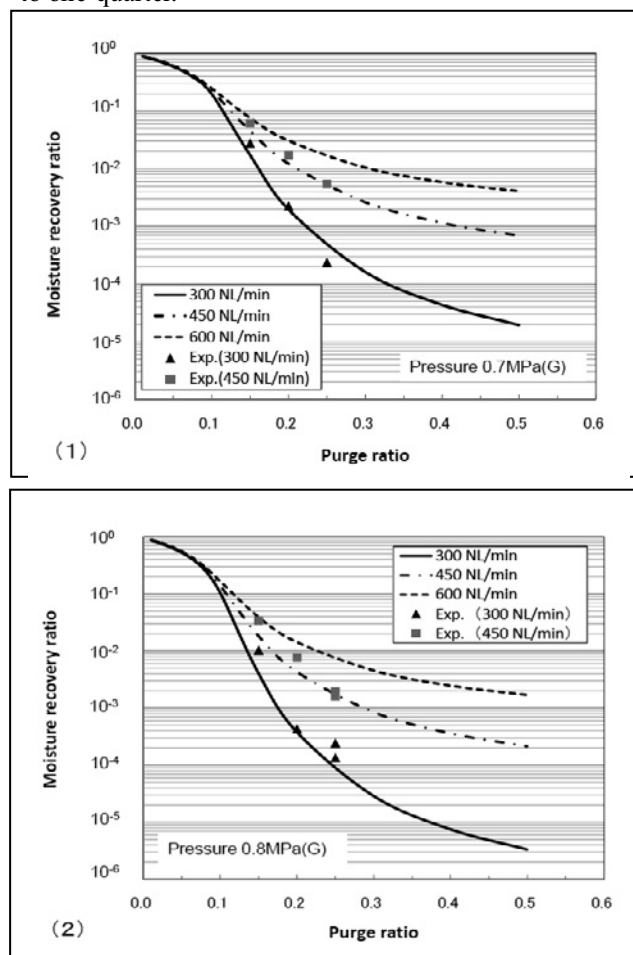 10⁰
10⁻¹
10⁻²
10⁻³
10⁻⁴
10⁻⁵
10⁻⁶
Moisture recovery ratio
300 NL/min
450 NL/min
600 NL/min
Exp.(300 NL/min)
Exp.(450 NL/min)
Pressure 0.7MPa(G)
0.0 0.1 0.2 0.3 0.4 0.5 0.6
(1)
Purge ratio
10⁰
10⁻¹
10⁻²
10⁻³
10⁻⁴
10⁻⁵
10⁻⁶
Moisture recovery ratio
300 NL/min
450 NL/min
600 NL/min
Exp. (300 NL/min)
Exp. (450 NL/min)
Pressure 0.8MPa(G)
0.0 0.1 0.2 0.3 0.4 0.5 0.6
(2)
Purge ratio